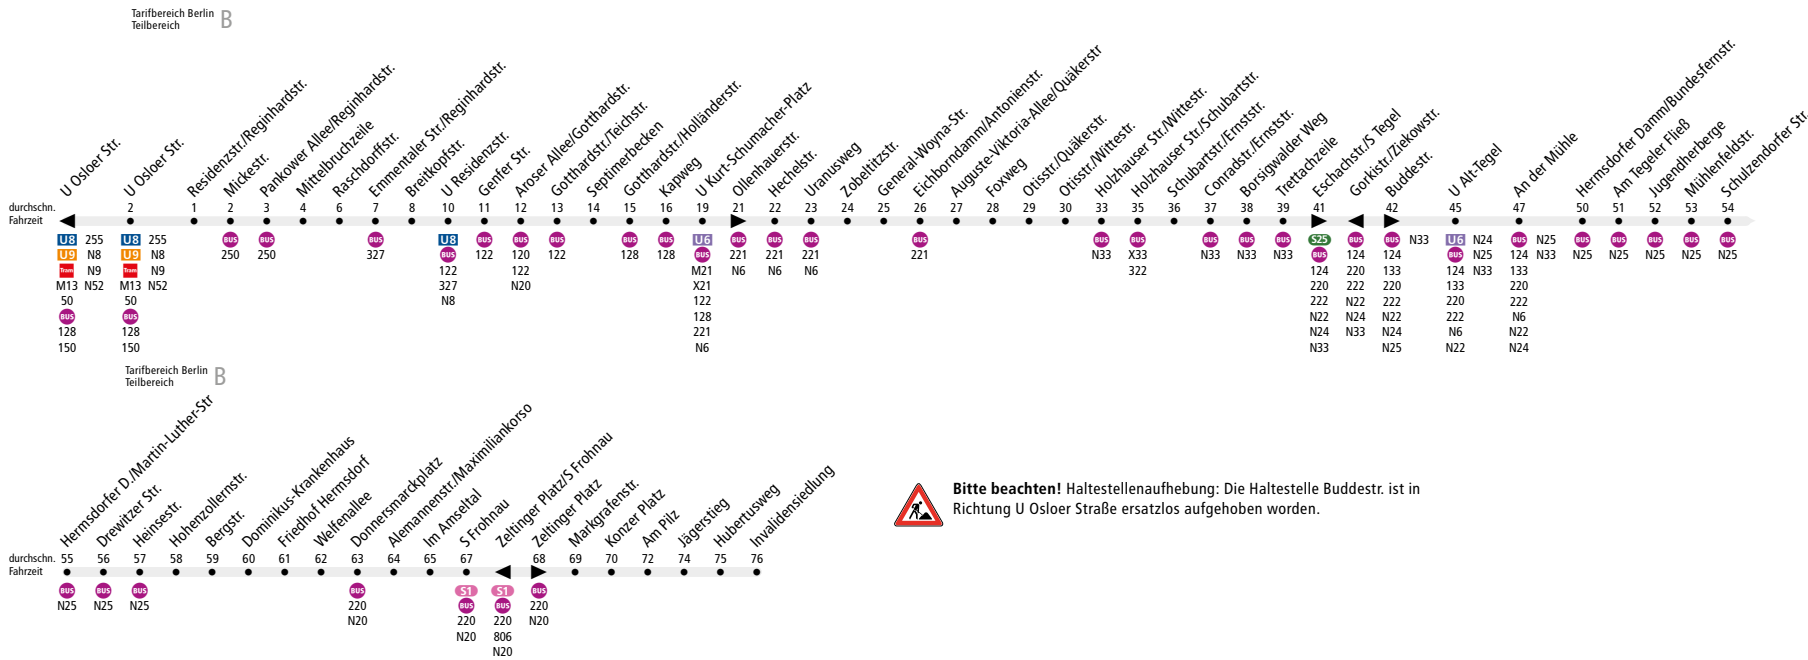 Tarifbereich Berlin
Teilbereich B
U Osloer Str.
U Osloer Str.
Residenzstr./Reginhardstr.
Mickestr.
Pankower Allee/Reginhardstr.
Mittelbruchzeile
Raschdorffstr.
Emmentaler Str./Reginhardstr.
Breitkopfstr.
U Residenzstr.
Genfer Str.
Aroser Allee/Gotthardstr.
Gotthardstr./Teichstr.
Septimerbecken
Gotthardstr./Holländerstr.
Kapweg
U Kurt-Schumacher-Platz
Ollenhauerstr.
Hechelstr.
Uranusweg
Zobeltitzstr.
General-Woyna-Str.
Eichborndamm/Antonienstr.
Auguste-Viktoria-Allee/Quäkerstr
Foxweg
Otisstr./Quäkerstr.
Otisstr./Wittestr.
Holzhauser Str./Wittestr.
Holzhauser Str./Schubartstr.
Schubartstr./Ernststr.
Conradstr./Ernststr.
Borsigwalder Weg
Trettachzeile
Eschachstr./S Tegel
Gorkistr./Ziekowstr.
Buddestr.
U Alt-Tegel
An der Mühle
Hermsdorfer Damm/Bundesfernstr.
Am Tegeler Fließ
Jugendherberge
Mühlenfeldstr.
Schulzendorfer Str.
durchschn. 2 1 2 3 4 6 7 8 10 11 12 13 14 15 16 19 21 22 23 24 25 26 27 28 29 30 33 35 36 37 38 39 41 42 45 47 50 51 52 53 54
Fahrzeit
U8 255 U8 255 BUS BUS BUS U8 BUS BUS BUS BUS BUS U6 BUS BUS BUS BUS BUS BUS BUS BUS BUS S25 BUS BUS N33 U6 N24 BUS N25 BUS BUS BUS BUS BUS
U9 N8 U9 N8 250 250 327 BUS 122 120 122 128 128 BUS 221 221 221 221 N33 X33 N33 N33 N33 BUS 124 124 BUS N25 124 N33 N25 N25 N25 N25 N25
Tram N9 Tram N9 122 122 M21 N6 N6 N6 322 124 220 133 124 N33 133
M13 N52 M13 N52 327 N20 X21 220 222 220 133 220
50 50 N8 122 222 N22 222 220 222
BUS BUS 128 N22 N24 N22 222 N6
128 128 221 N24 N33 N24 N6 N22
150 150 N6 N33 N25 N22 N24
Tarifbereich Berlin
Teilbereich B
Hermsdorfer D./Martin-Luther-Str
Drewitzer Str.
Heinsestr.
Hohenzollernstr.
Bergstr.
Dominikus-Krankenhaus
Friedhof Hermsdorf
Welfenallee
Donnersmarckplatz
Alemannenstr./Maximiliankorso
Im Amseltal
S Frohnau
Zeltinger Platz/S Frohnau
Zeltinger Platz
Markgrafenstr.
Konzer Platz
Am Pilz
Jägerstieg
Hubertusweg
Invalidensiedlung
durchschn. 55 56 57 58 59 60 61 62 63 64 65 67 68 69 70 72 74 75 76
Fahrzeit
BUS BUS BUS BUS S1 S1 BUS
N25 N25 N25 220 BUS BUS 220
N20 220 220 N20
N20 806
N20
Bitte beachten! Haltestellenaufhebung: Die Haltestelle Buddestr. ist in
Richtung U Osloer Straße ersatzlos aufgehoben worden.